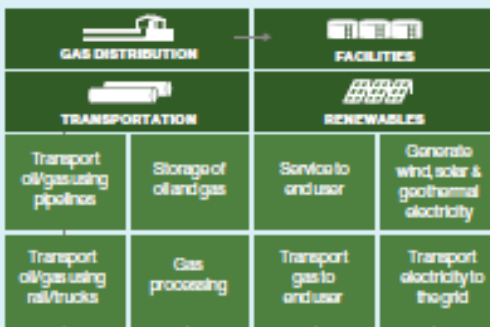 GAS DISTRIBUTION
FACILITIES
TRANSPORTATION
RENEWABLES
Transport
oil/gas using
pipelines
Storage of
oil and gas
Service to
end user
Generate
wind, solar &
geothermal
electricity
Transport
oil/gas using
rail/trucks
Gas
processing
Transport
gas to
end user
Transport
electricity to
the grid